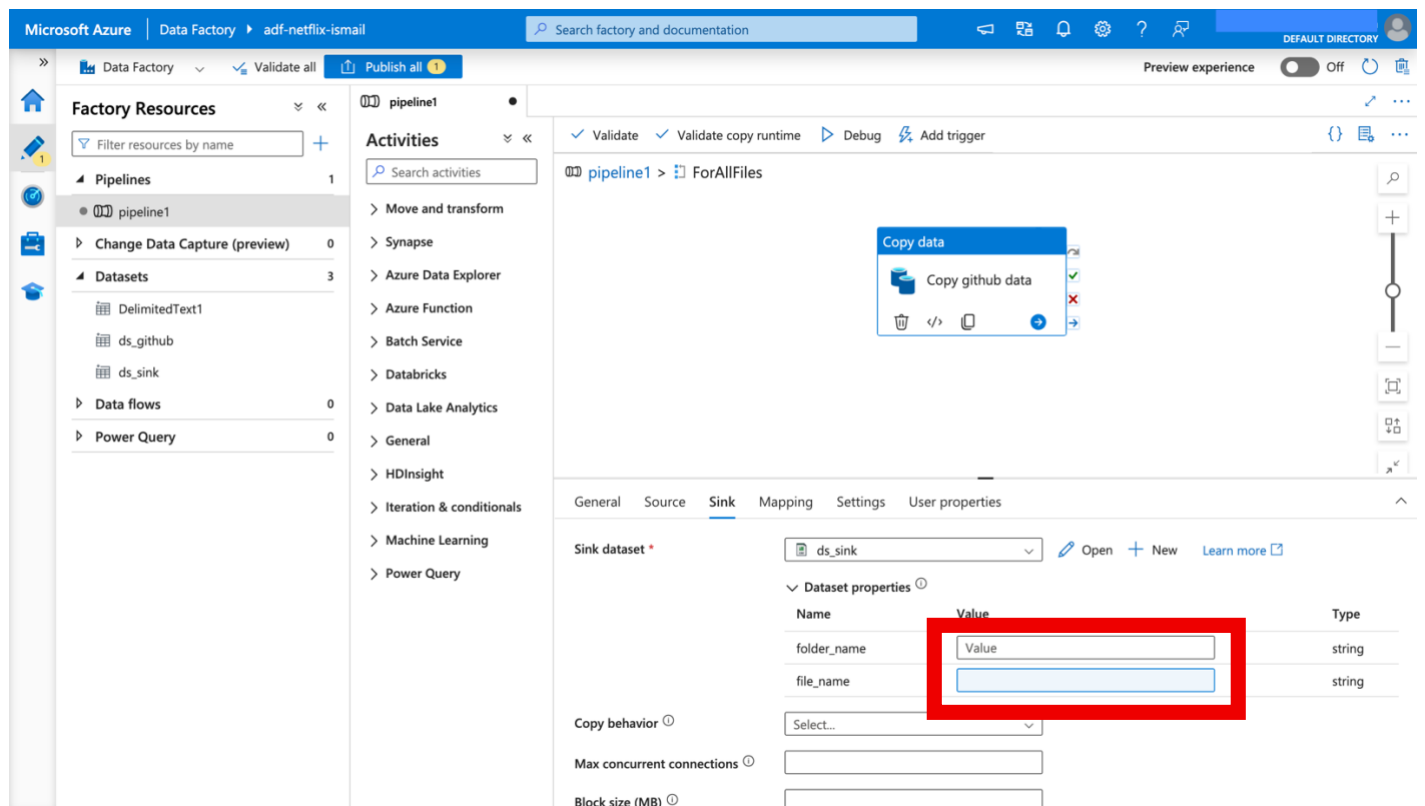 Microsoft Azure
Data Factory
adf-netflix-ismail
Search factory and documentation
DEFAULT DIRECTORY
Data Factory
Validate all
Publish all 1
Preview experience
Off
1
Factory Resources
Filter resources by name
Pipelines 1
pipeline1
Change Data Capture (preview) 0
Datasets 3
DelimitedText1
ds_github
ds_sink
Data flows 0
Power Query 0
pipeline1
Activities
Search activities
Move and transform
Synapse
Azure Data Explorer
Azure Function
Batch Service
Databricks
Data Lake Analytics
General
HDInsight
Iteration & conditionals
Machine Learning
Power Query
Validate Validate copy runtime Debug Add trigger
pipeline1 > ForAllFiles
Copy data
Copy github data
General Source Sink Mapping Settings User properties
Sink dataset * ds_sink Open New Learn more
Dataset properties
Name Value Type
folder_name Value string
file_name string
Copy behavior Select...
Max concurrent connections
Block size (MB)